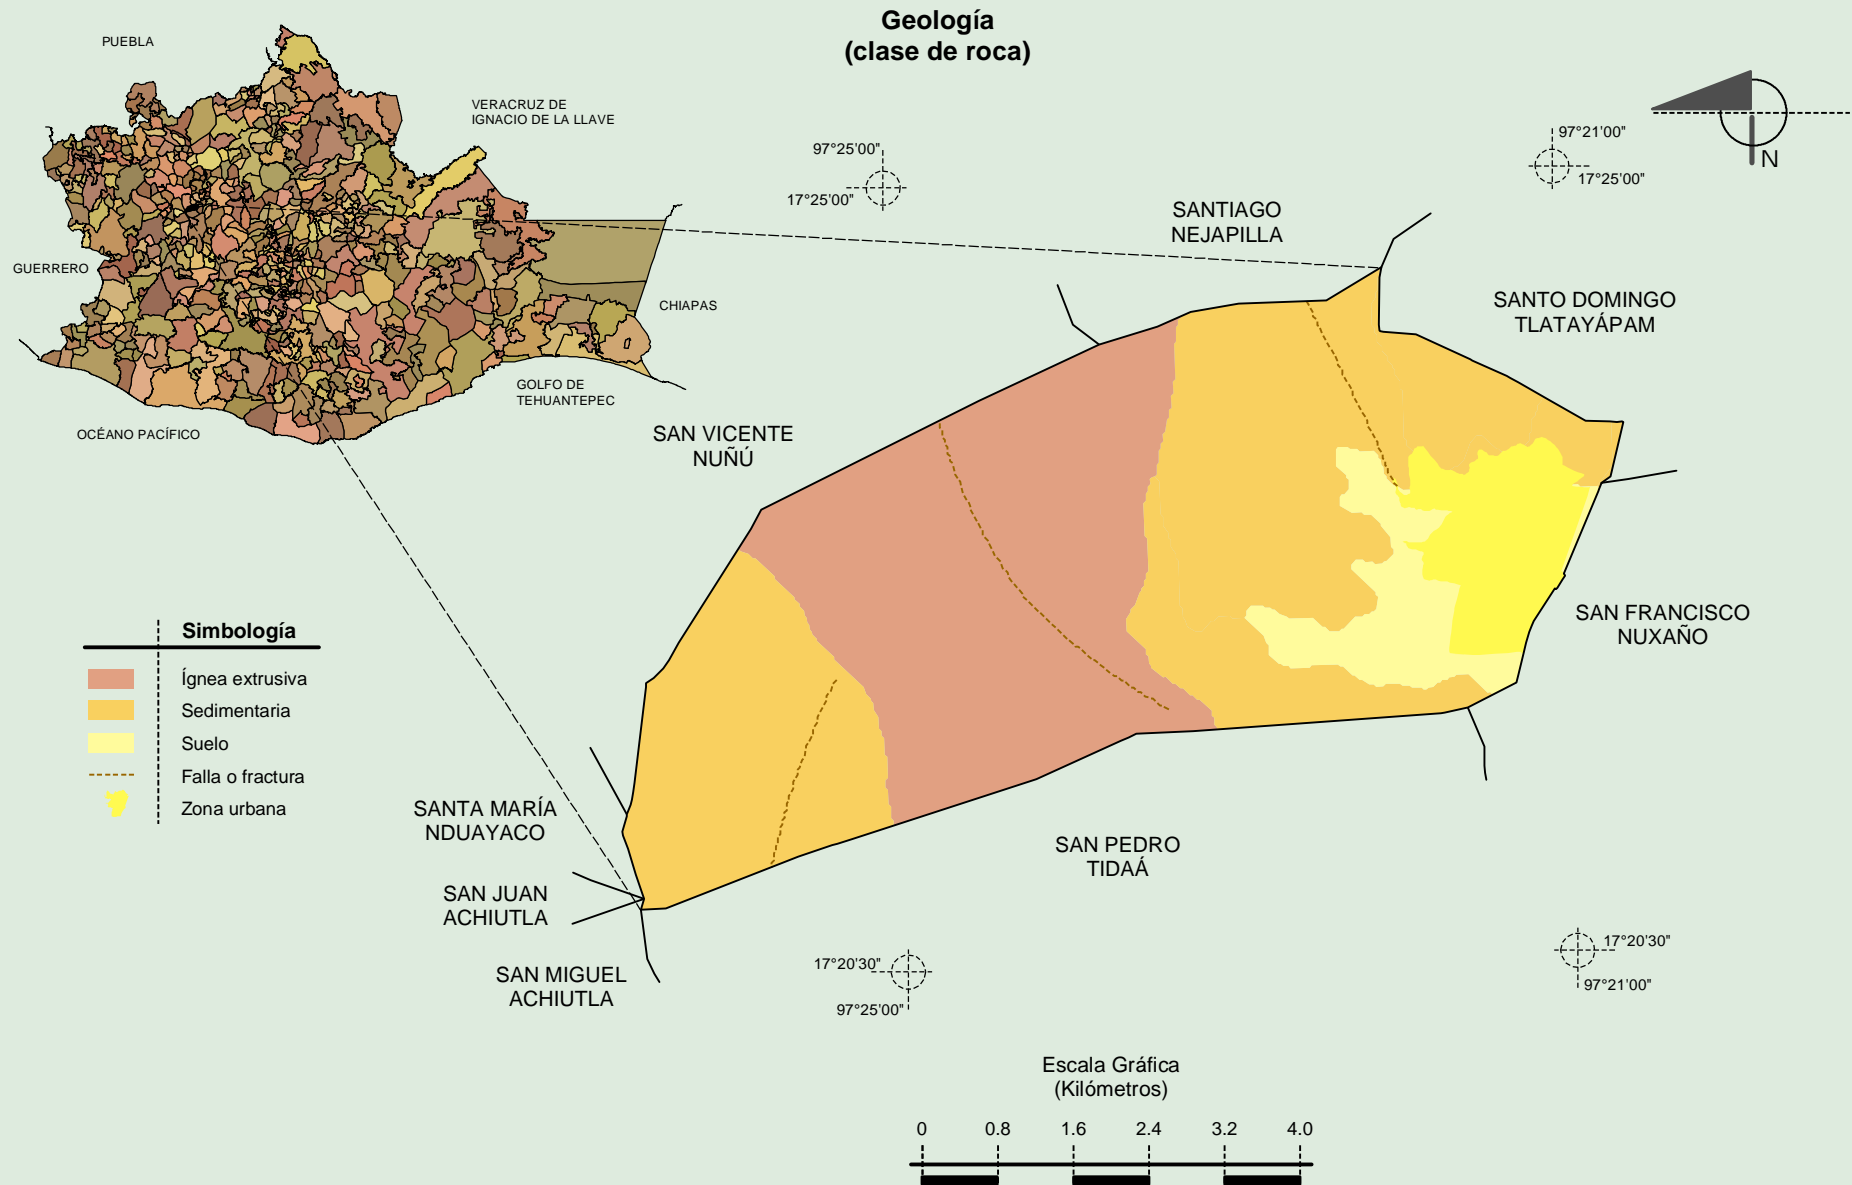 Geología
(clase de roca)
PUEBLA
VERACRUZ DE
IGNACIO DE LA LLAVE
GUERRERO
CHIAPAS
GOLFO DE
TEHUANTEPEC
OCÉANO PACÍFICO
97°25'00"
17°25'00"
97°21'00"
17°25'00"
N
SANTIAGO
NEJAPILLA
SANTO DOMINGO
TLATAYÁPAM
SAN VICENTE
NUÑÚ
SAN FRANCISCO
NUXAÑO
Simbología
Ígnea extrusiva
Sedimentaria
Suelo
Falla o fractura
Zona urbana
SANTA MARÍA
NDUAYACO
SAN PEDRO
TIDAÁ
SAN JUAN
ACHIUTLA
SAN MIGUEL
ACHIUTLA
17°20'30"
97°25'00"
17°20'30"
97°21'00"
Escala Gráfica
(Kilómetros)
0 0.8 1.6 2.4 3.2 4.0